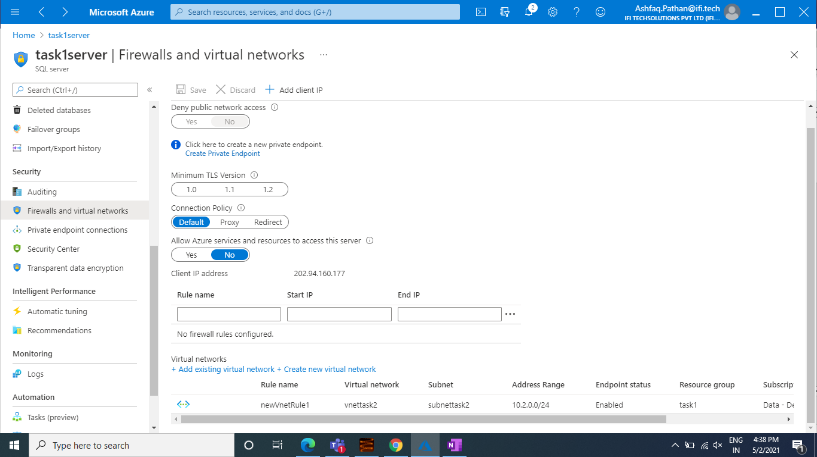 Microsoft Azure
Search resources, services, and docs (G+/)
2
Ashfaq.Pathan@ifi.tech
IFI TECHSOLUTIONS PVT LTD (IFI....
Home > task1server
task1server | Firewalls and virtual networks ...
SQL server
Search (Ctrl+/)
«
Save Discard + Add client IP
Deleted databases
Failover groups
Import/Export history
Security
Auditing
Firewalls and virtual networks
Private endpoint connections
Security Center
Transparent data encryption
Intelligent Performance
Automatic tuning
Recommendations
Monitoring
Logs
Automation
Tasks (preview)
Deny public network access
Yes No
Click here to create a new private endpoint.
Create Private Endpoint
Minimum TLS Version
1.0 1.1 1.2
Connection Policy
Default Proxy Redirect
Allow Azure services and resources to access this server
Yes No
Client IP address 202.94.160.177
Rule name Start IP End IP
...
No firewall rules configured.
Virtual networks
+ Add existing virtual network + Create new virtual network
Rule name Virtual network Subnet Address Range Endpoint status Resource group Subscrip
newVnetRule1 vnettask2 subnettask2 10.2.0.0/24 Enabled task1 Data - De
Type here to search
ENG
IN
4:38 PM
5/2/2021